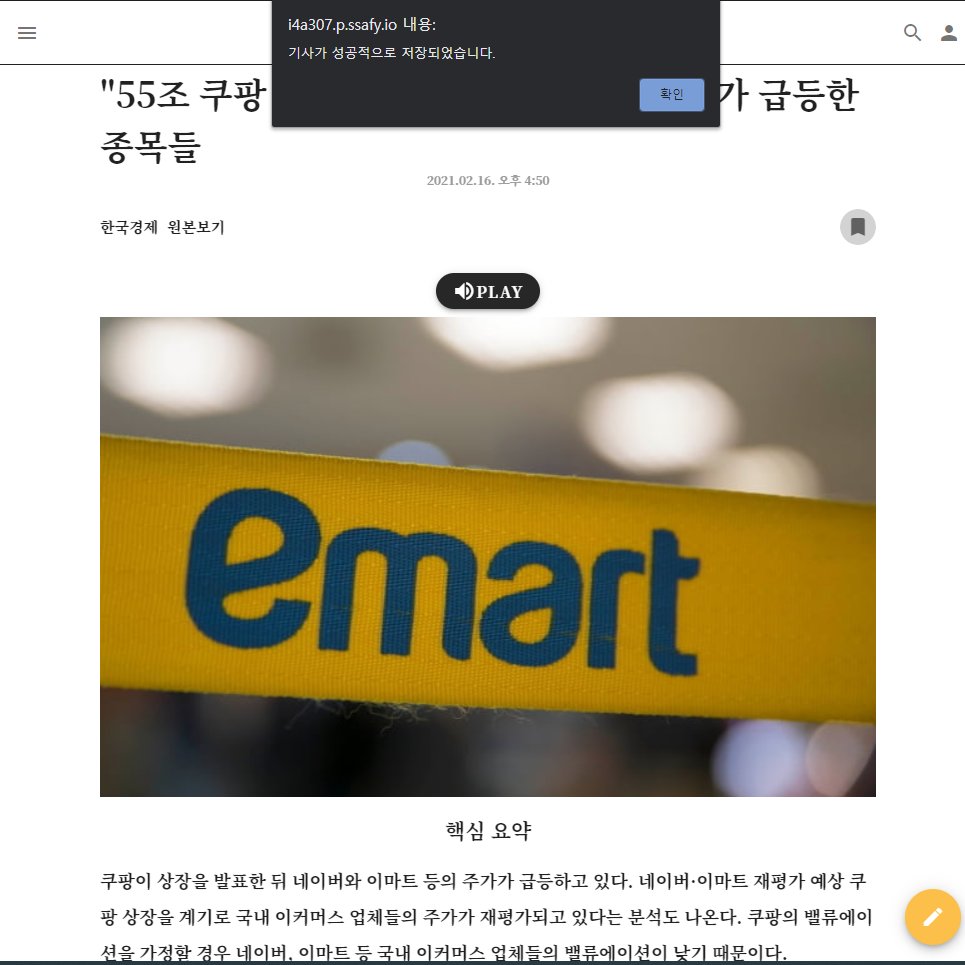 i4a307.p.ssafy.io 내용:
기사가 성공적으로 저장되었습니다.
확인
"55조 쿠팡 가 급등한
종목들
2021.02.16. 오후 4:50
한국경제 원본보기
PLAY
emart
핵심 요약
쿠팡이 상장을 발표한 뒤 네이버와 이마트 등의 주가가 급등하고 있다. 네이버·이마트 재평가 예상 쿠
팡 상장을 계기로 국내 이커머스 업체들의 주가가 재평가되고 있다는 분석도 나온다. 쿠팡의 밸류에이
션을 가정할 경우 네이버, 이마트 등 국내 이커머스 업체들의 밸류에이션이 낮기 때문이다.